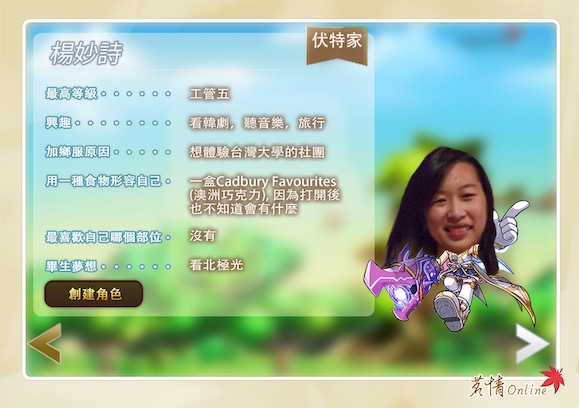 伏特家
楊妙詩
最高等級・・・・・・ 工管五
興趣・・・・・・・・ 看韓劇，聽音樂，旅行
加鄉服原因・・・・・ 想體驗台灣大學的社團
用一種食物形容自己・ 一盒Cadbury Favourites
(澳洲巧克力), 因為打開後
也不知道會有什麼
最喜歡自己哪個部位・ 沒有
畢生夢想・・・・・・ 看北極光
創建角色
茗情Online